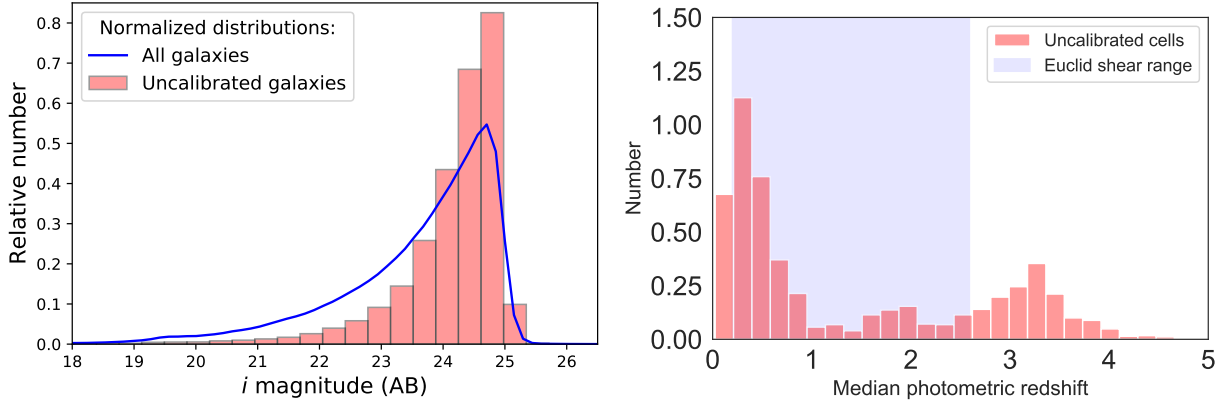 Normalized distributions:
All galaxies
Uncalibrated galaxies
Relative number
0.8
0.7
0.6
0.5
0.4
0.3
0.2
0.1
0.0
18 19 20 21 22 23 24 25 26
i magnitude (AB)
Uncalibrated cells
Euclid shear range
Number
1.50
1.25
1.00
0.75
0.50
0.25
0.00
0 1 2 3 4 5
Median photometric redshift